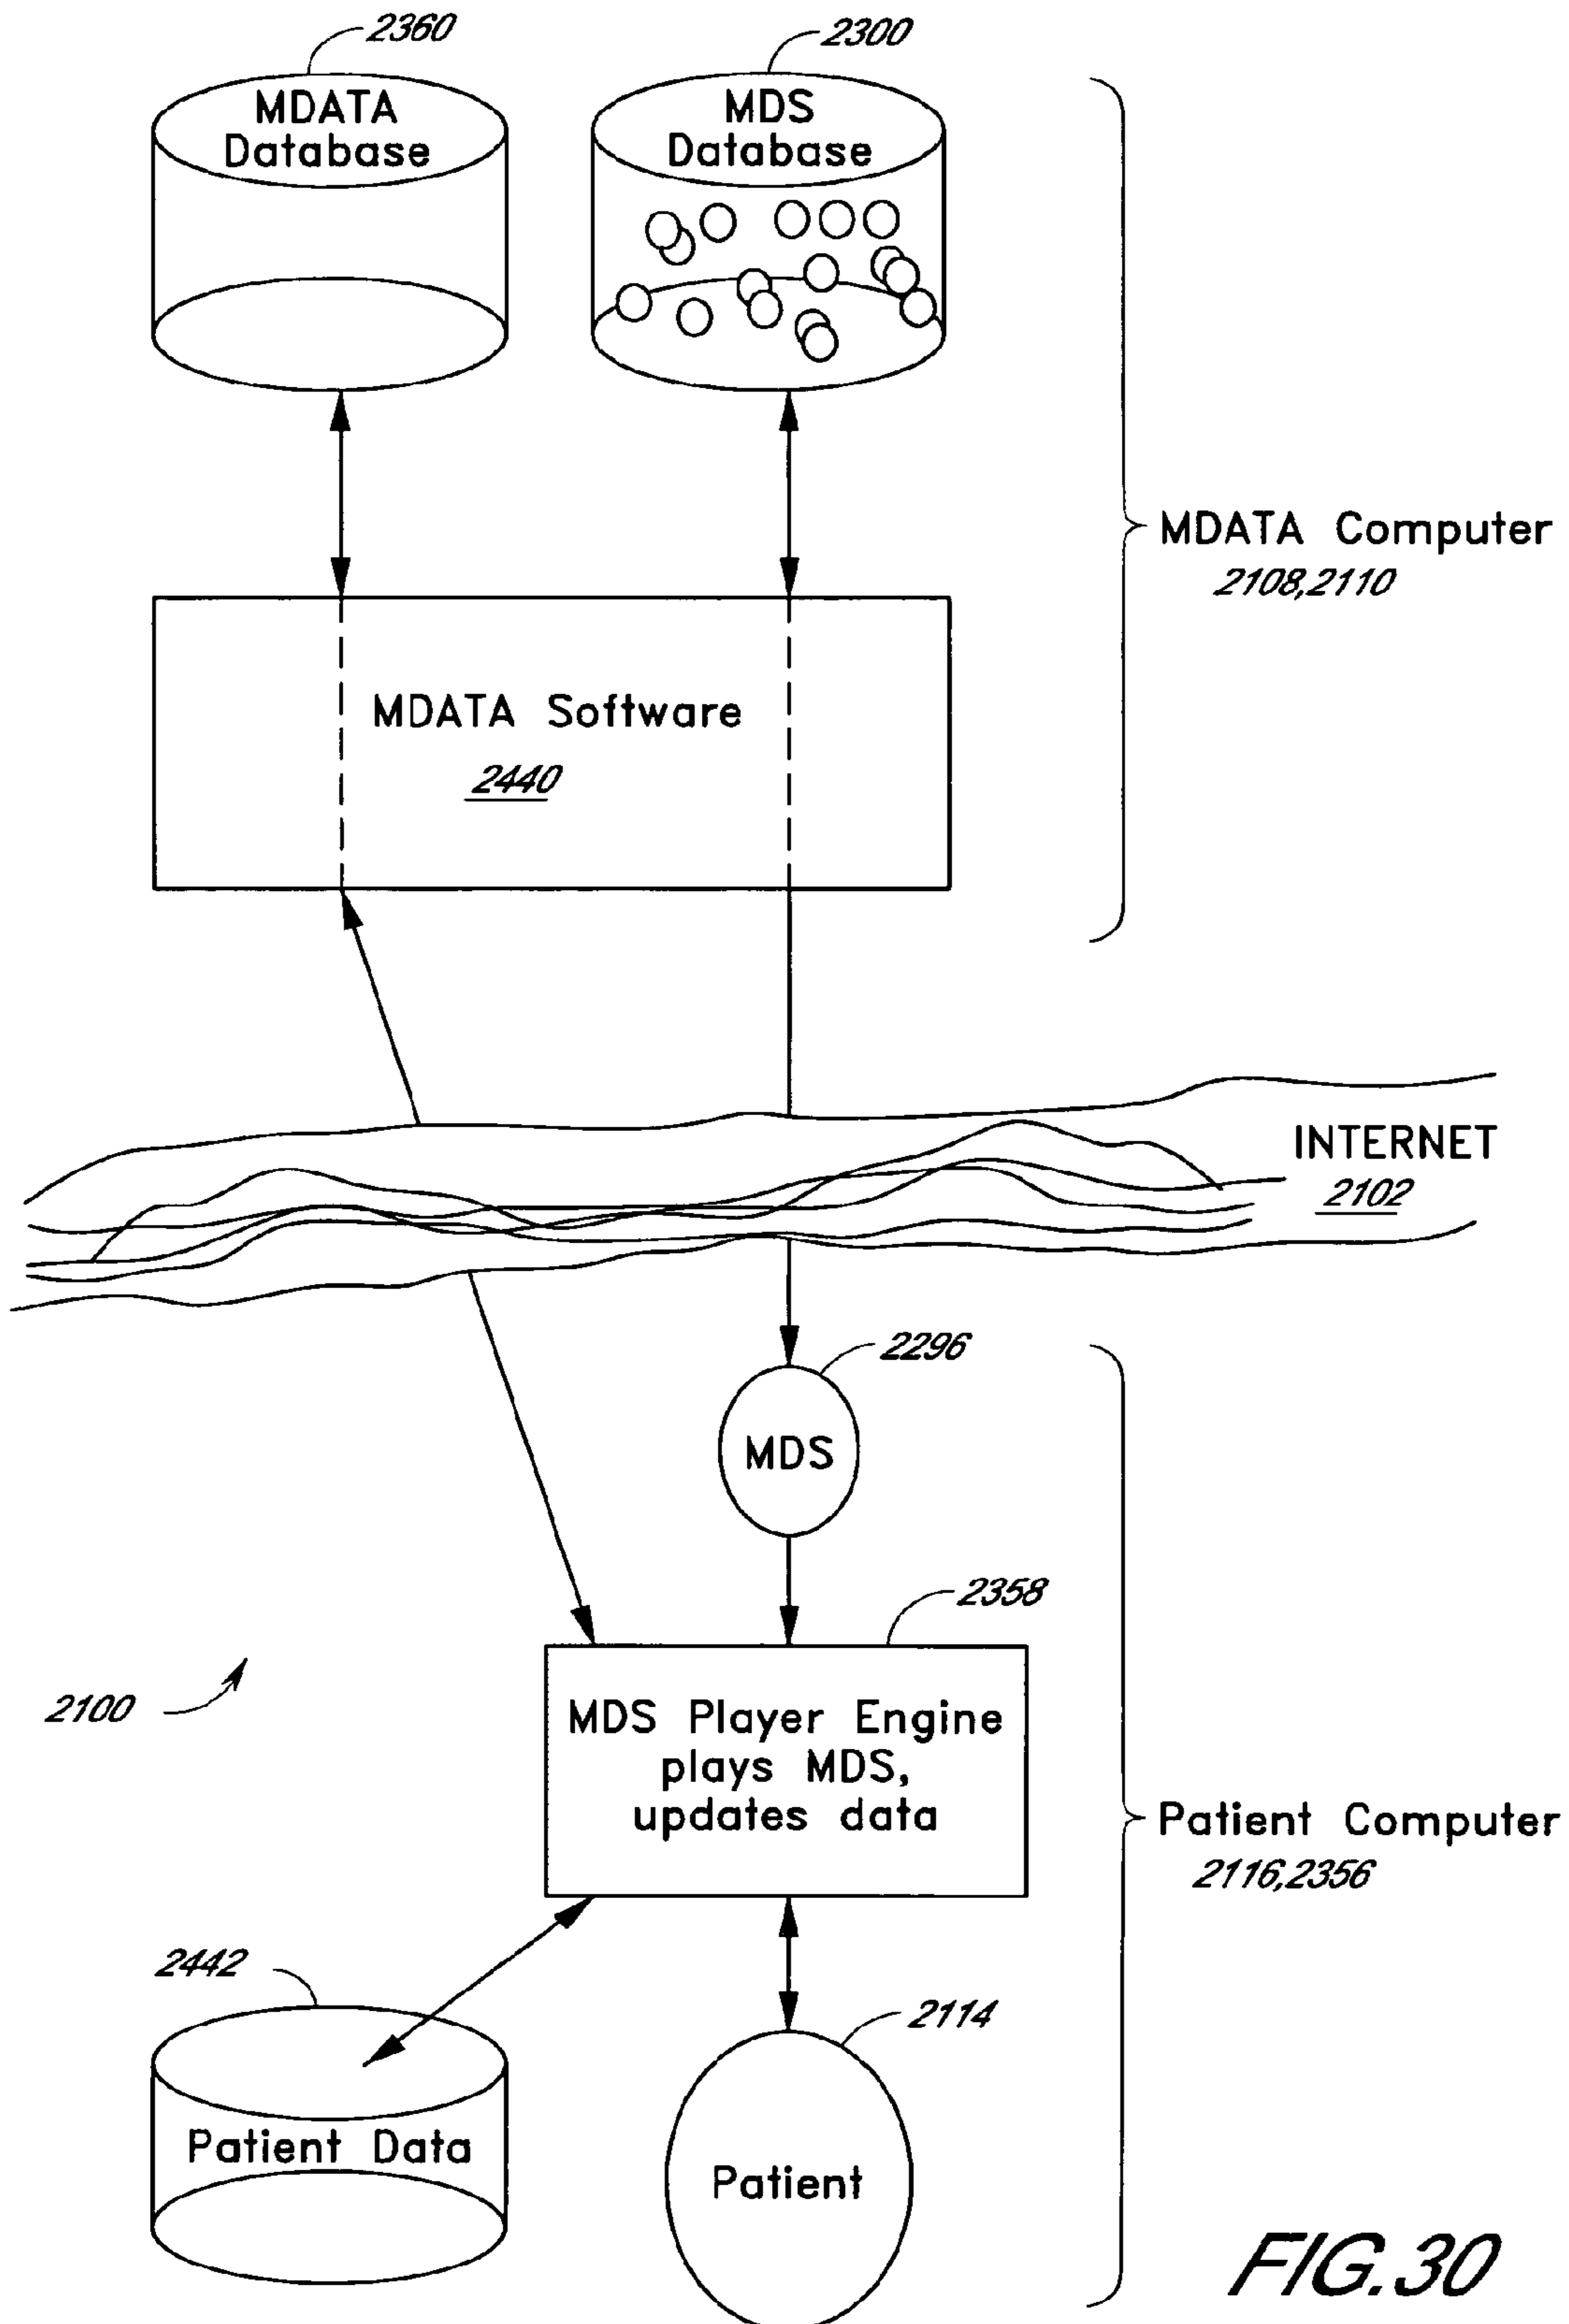 2360
2300
MDATA
Database
MDS
Database
MDATA Computer
2108,2110
MDATA Software
2440
INTERNET
2102
2296
MDS
2358
2100
MDS Player Engine
plays MDS,
updates data
Patient Computer
2116,2356
2442
2114
Patient Data
Patient
FIG.30